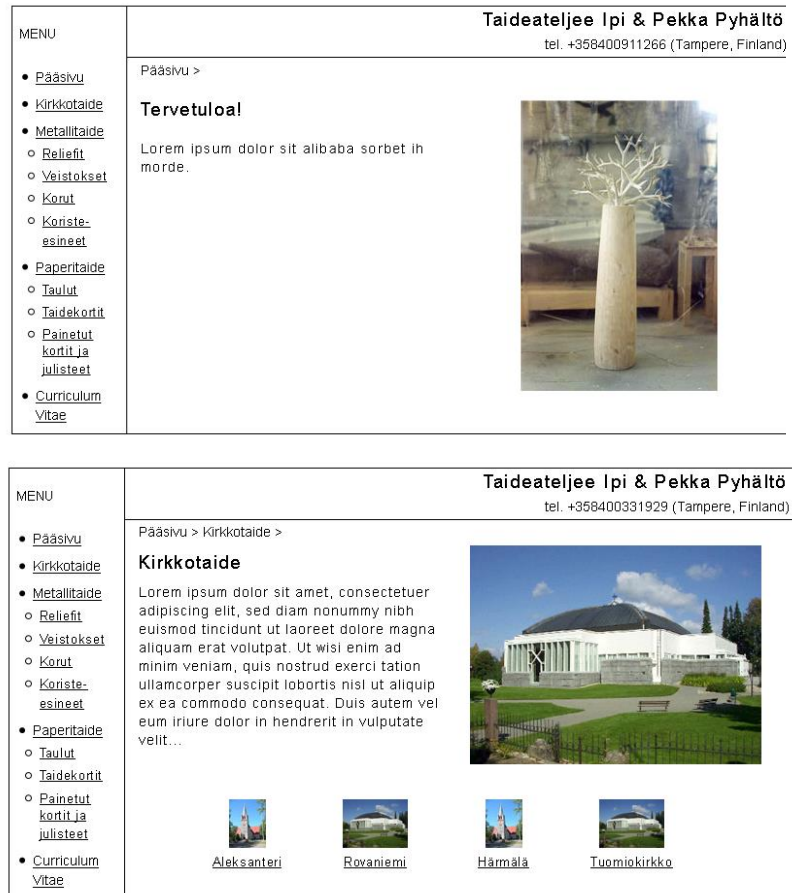 MENU
Pääsivu
Kirkkotaide
Metallitaide
Reliefit
Veistokset
Korut
Koriste-
esineet
Paperitaide
Taulut
Taidekortit
Painetut
kortit ja
julisteet
Curriculum
Vitae
Taideateljee Ipi & Pekka Pyhältö
tel. +358400911266 (Tampere, Finland)
Pääsivu >
Tervetuloa!
Lorem ipsum dolor sit alibaba sorbet ih
morde.
MENU
Pääsivu
Kirkkotaide
Metallitaide
Reliefit
Veistokset
Korut
Koriste-
esineet
Paperitaide
Taulut
Taidekortit
Painetut
kortit ja
julisteet
Curriculum
Vitae
Taideateljee Ipi & Pekka Pyhältö
tel. +358400331929 (Tampere, Finland)
Pääsivu > Kirkkotaide >
Kirkkotaide
Lorem ipsum dolor sit amet, consectetuer
adipiscing elit, sed diam nonummy nibh
euismod tincidunt ut laoreet dolore magna
aliquam erat volutpat. Ut wisi enim ad
minim veniam, quis nostrud exerci tation
ullamcorper suscipit lobortis nisl ut aliquip
ex ea commodo consequat. Duis autem vel
eum iriure dolor in hendrerit in vulputate
velit...
Aleksanteri
Rovaniemi
Härmälä
Tuomiokirkko